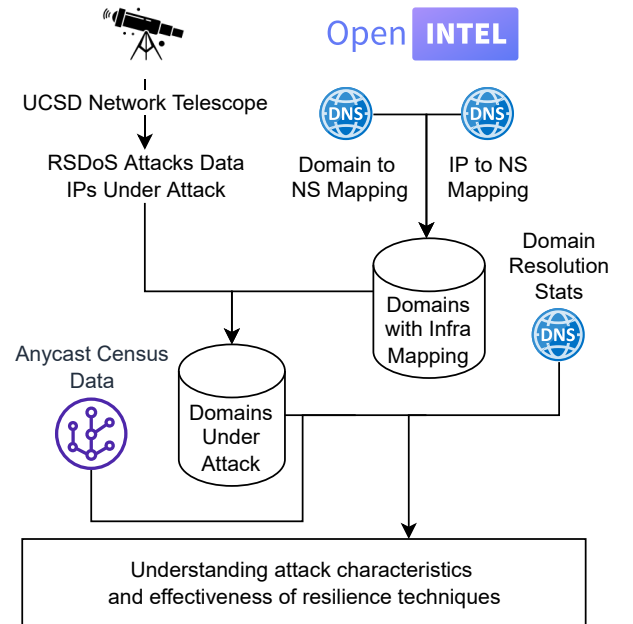 Open INTEL
UCSD Network Telescope
DNS
DNS
RSDoS Attacks Data
IPs Under Attack
Domain to
NS Mapping
IP to NS
Mapping
Domain
Resolution
Stats
DNS
Domains
with Infra
Mapping
Anycast Census
Data
Domains
Under
Attack
Understanding attack characteristics
and effectiveness of resilience techniques